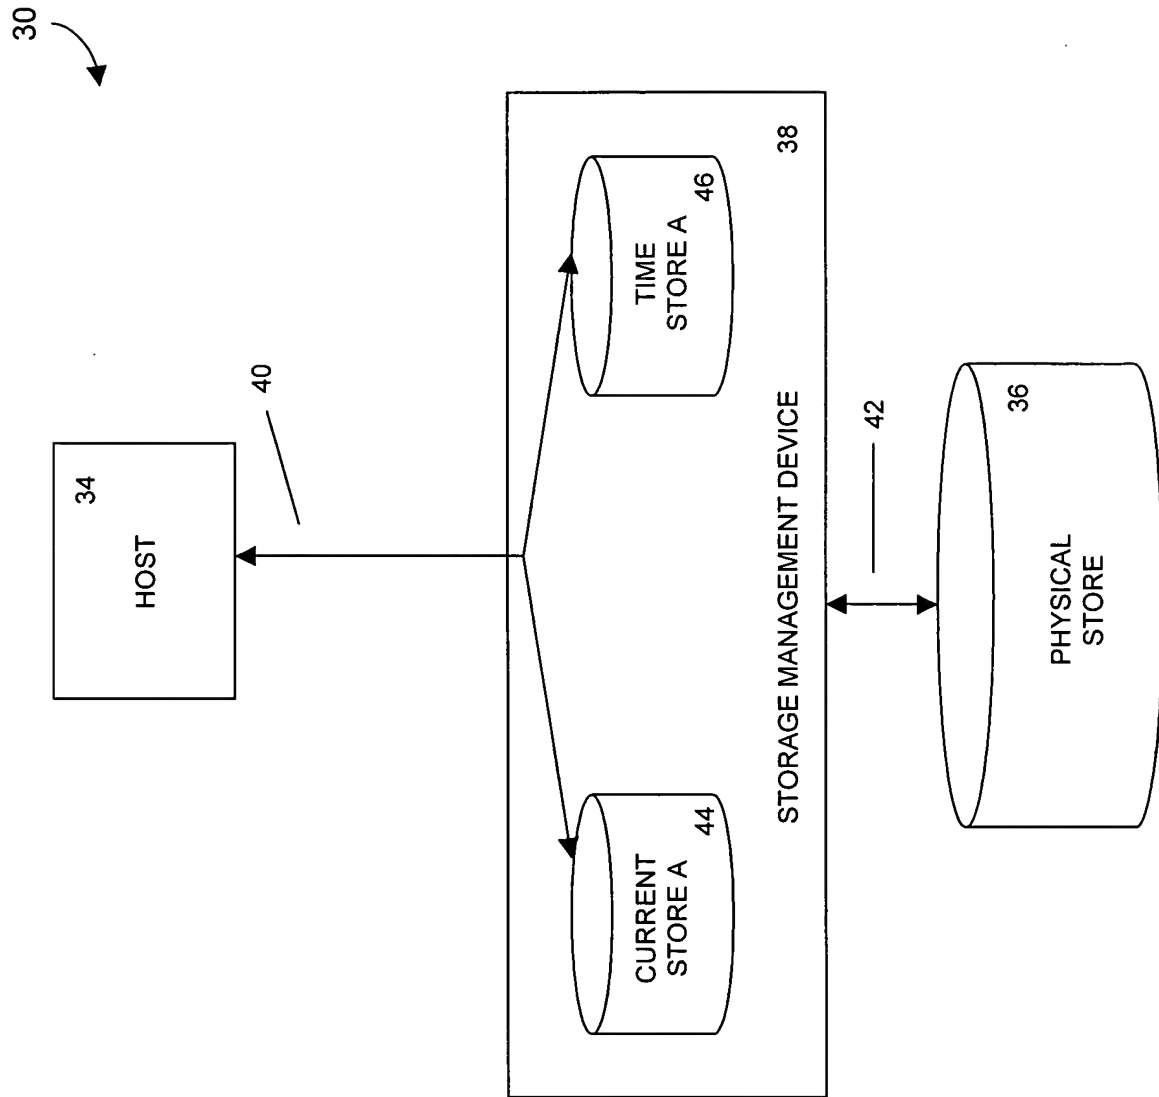 30
34
HOST
40
38
CURRENT
STORE A
44
TIME
STORE A
46
STORAGE MANAGEMENT DEVICE
42
36
PHYSICAL
STORE